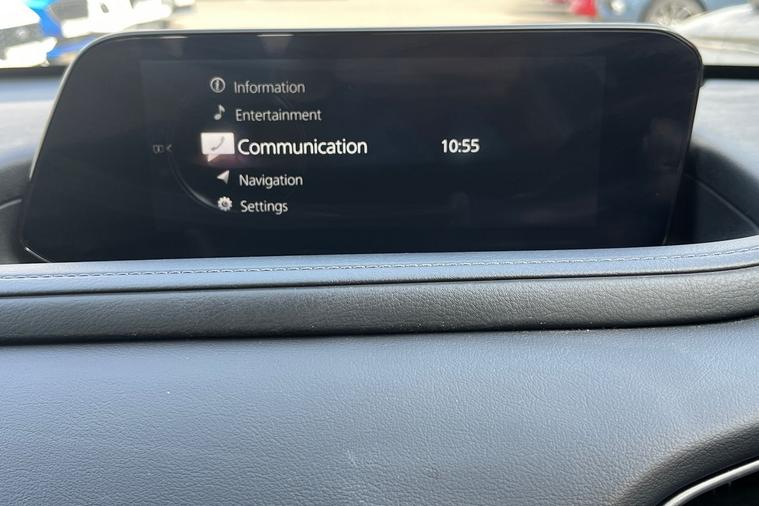 Information
Entertainment
Communication 10:55
Navigation
Settings